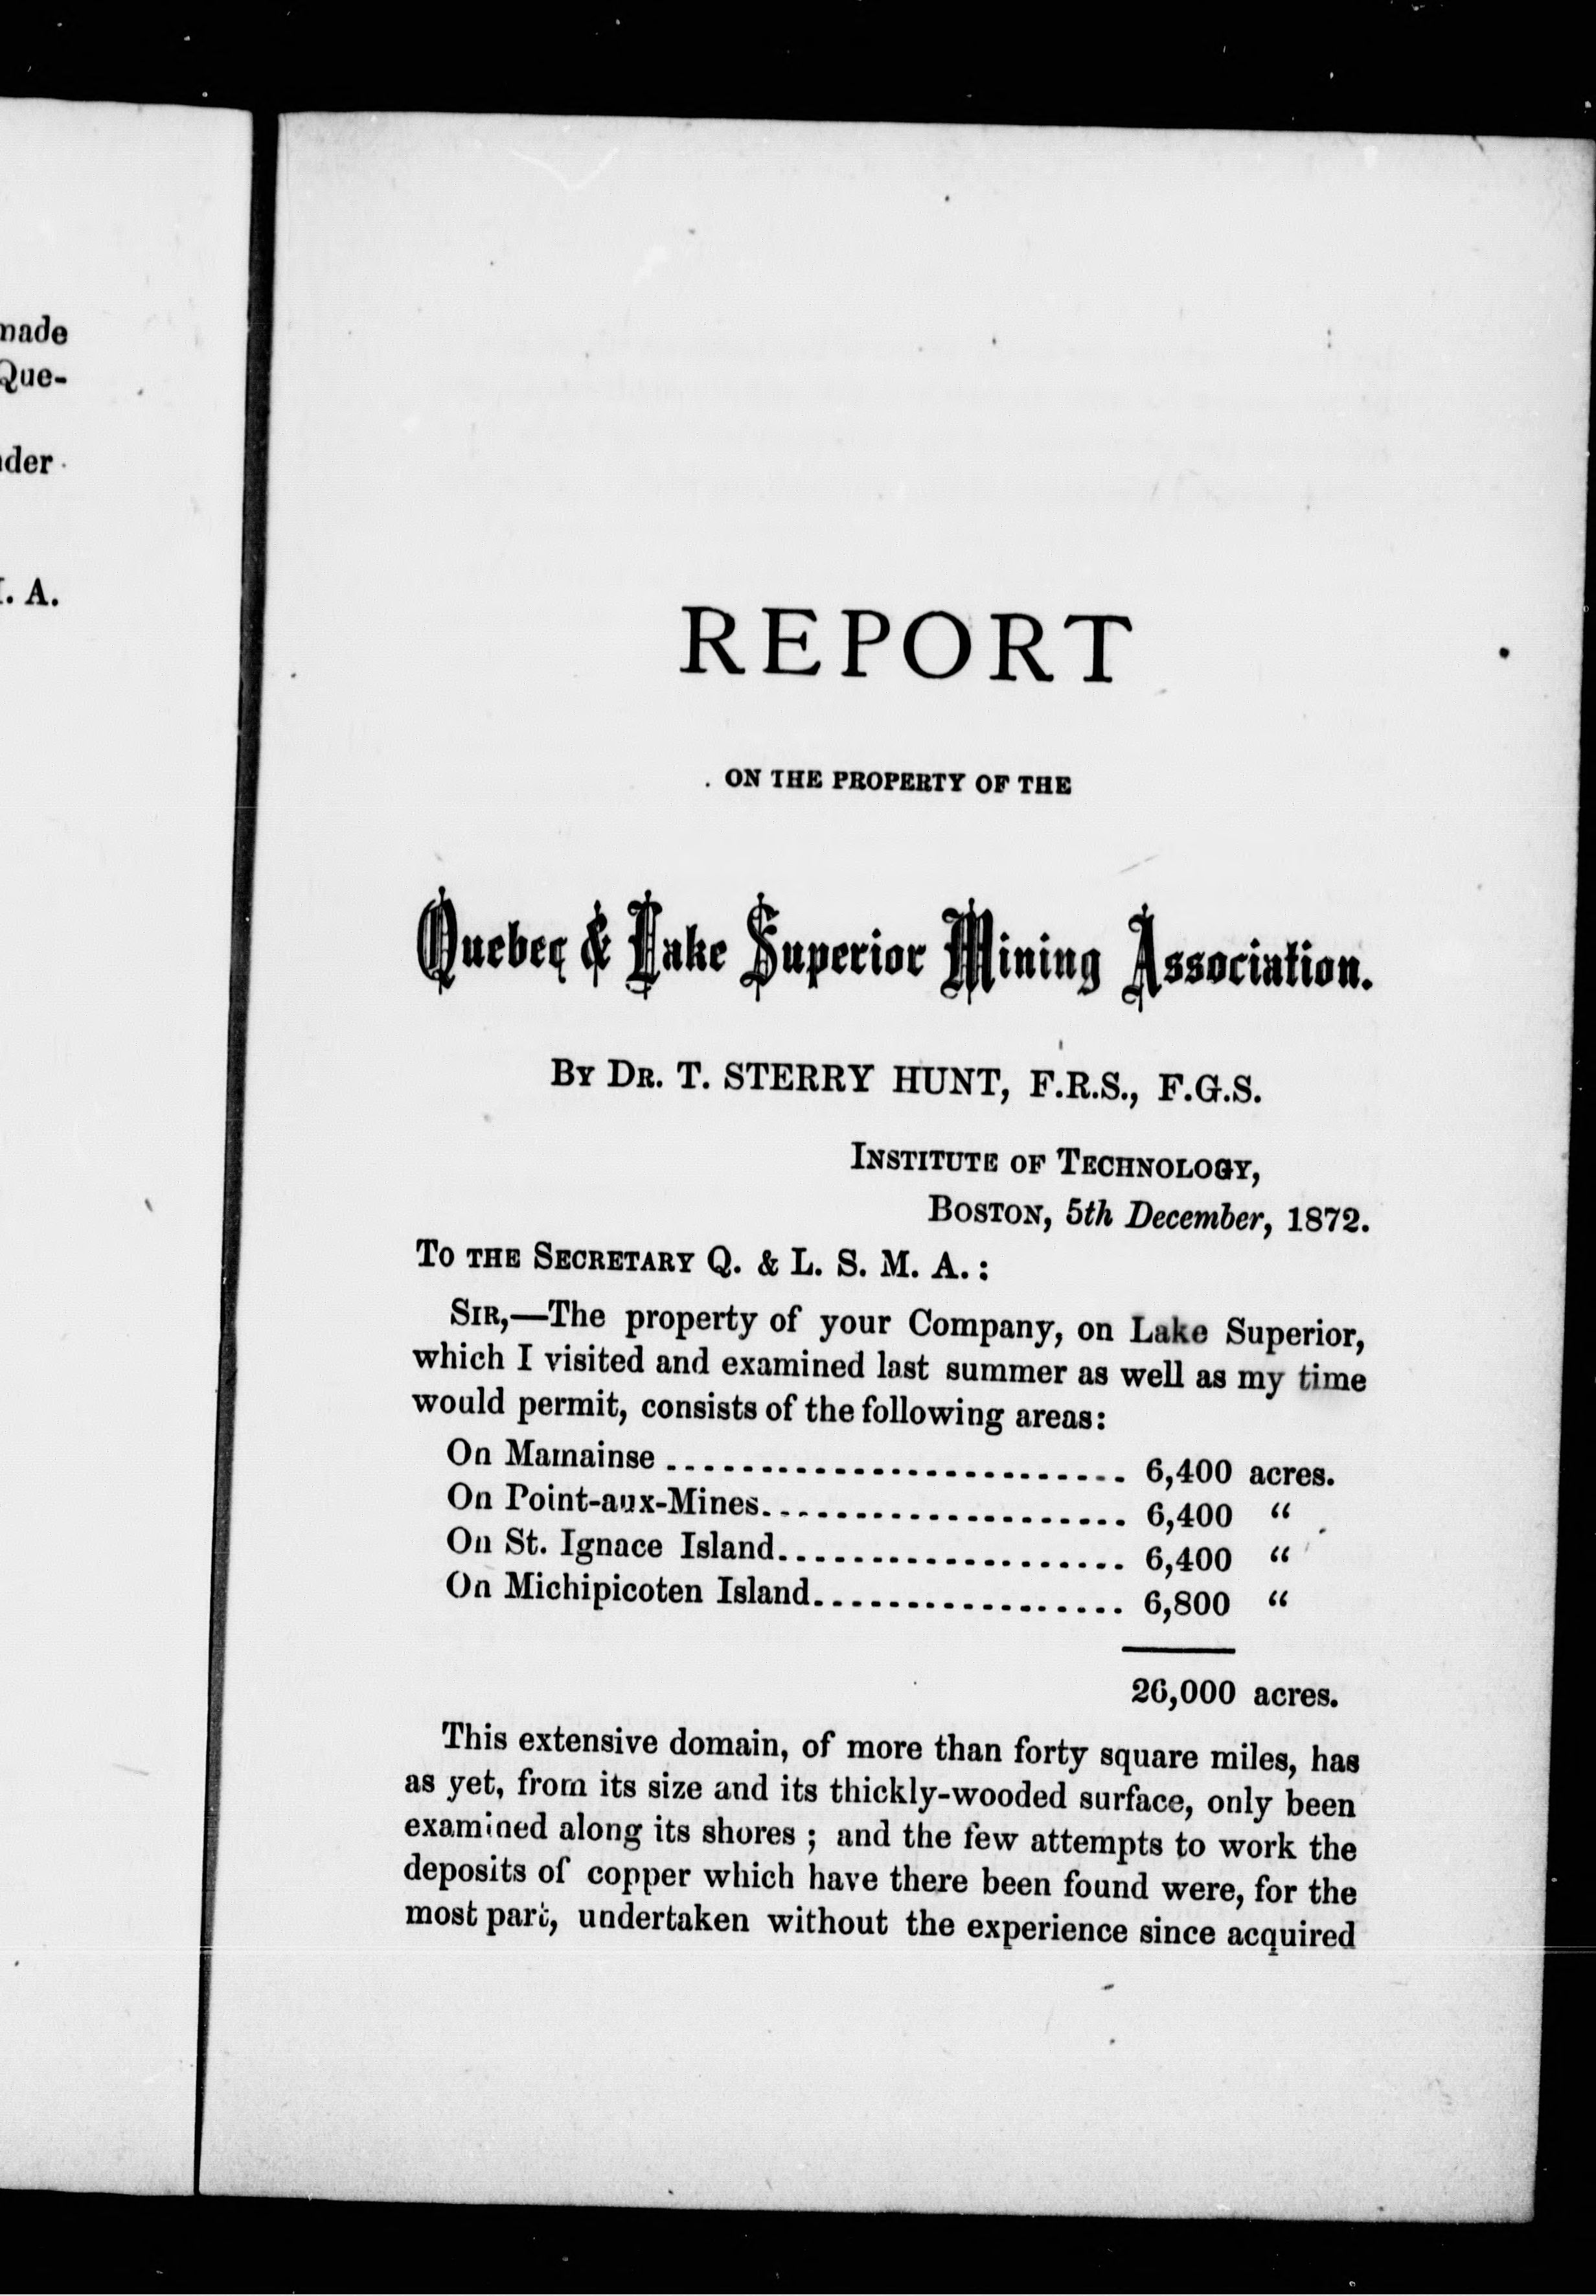 made
Que-
der
. A.
REPORT
ON THE PROPERTY OF THE
Quebec & Lake Superior Mining Association.
BY DR. T. STERRY HUNT, F.R.S., F.G.S.
INSTITUTE OF TECHNOLOGY,
BOSTON, 5th December, 1872.
TO THE SECRETARY Q. & L. S. M. A. :
SIR,—The property of your Company, on Lake Superior,
which I visited and examined last summer as well as my time
would permit, consists of the following areas:
On Mamainse .......................... 6,400 acres.
On Point-aux-Mines.................... 6,400 “
On St. Ignace Island................... 6,400 “
On Michipicoten Island................. 6,800 “
26,000 acres.
This extensive domain, of more than forty square miles, has
as yet, from its size and its thickly-wooded surface, only been
examined along its shores ; and the few attempts to work the
deposits of copper which have there been found were, for the
most part, undertaken without the experience since acquired